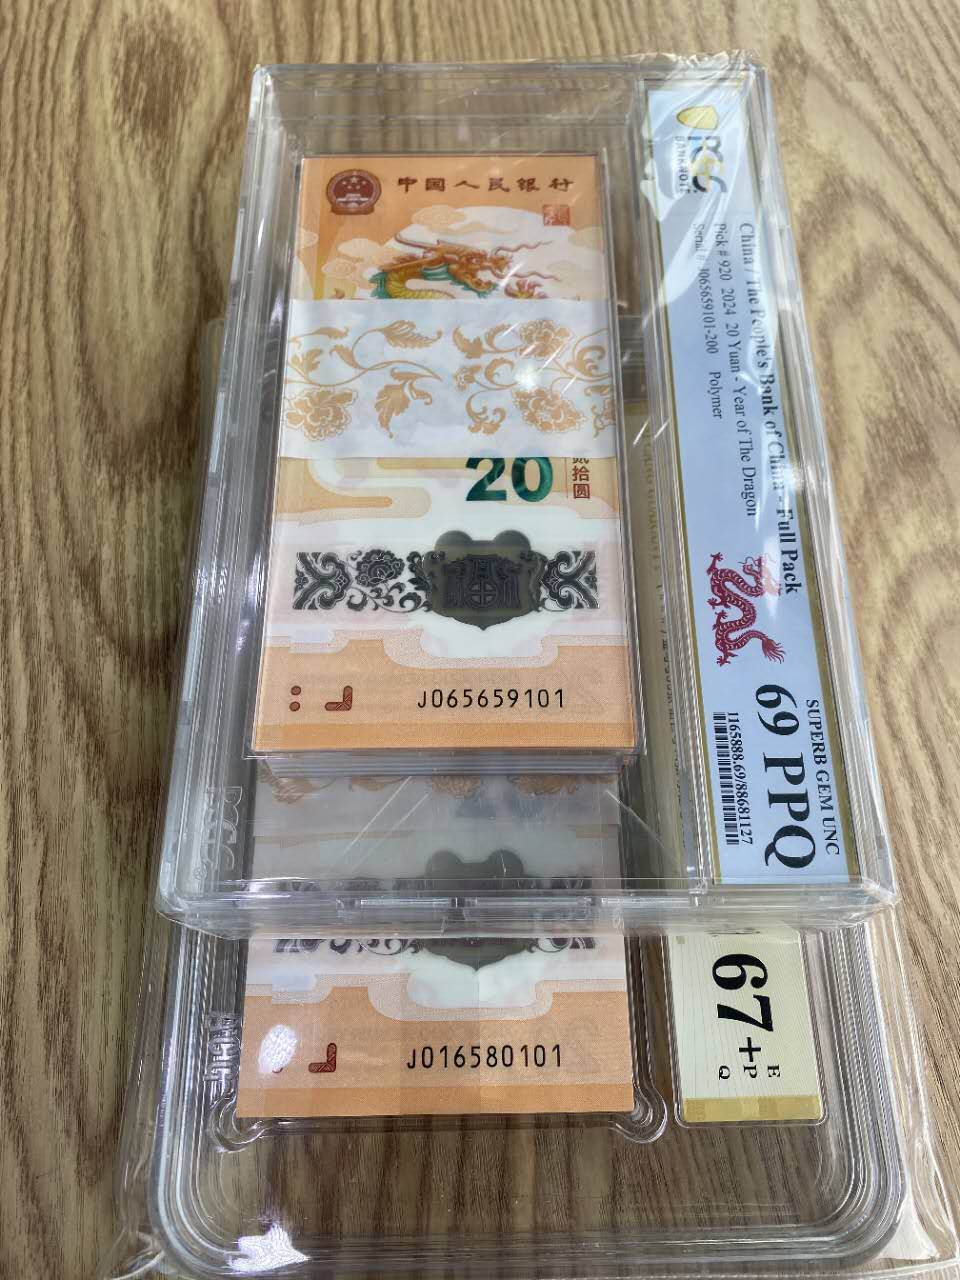 中国人民银行
20
贰拾圆
J065659101
PCGS
BANKNOTE
China / The People's Bank of China - Full Pack
Pick # 920 2024 20 Yuan - Year of The Dragon
Serial # J065659101-200 Polymer
SUPERB GEM UNC
69 PPQ
1165888.69/88681127
J016580101
67+
E
P
Q